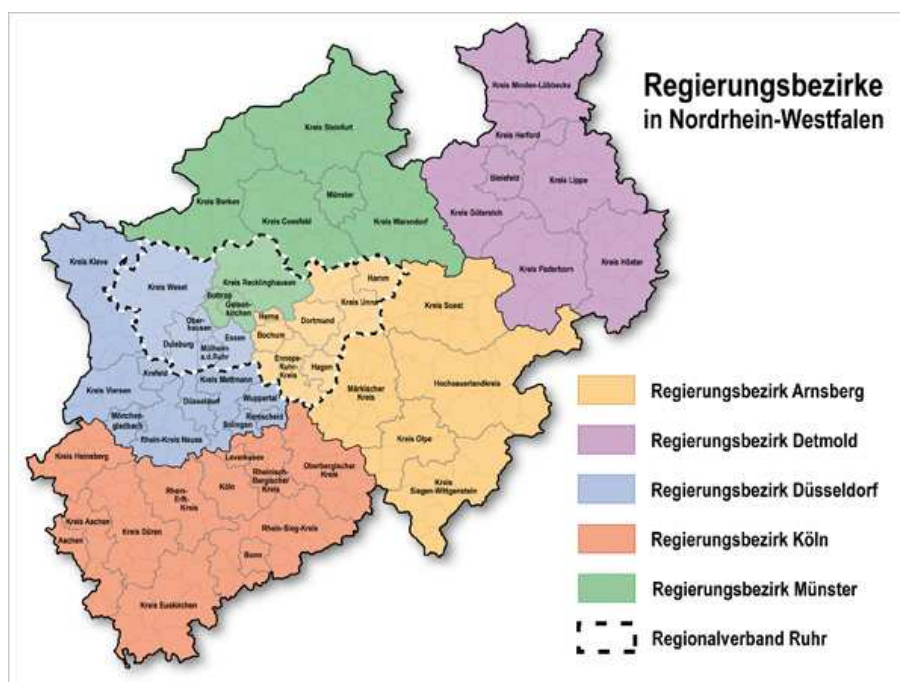 Regierungsbezirke
in Nordrhein-Westfalen
Kreis Minden-Lübbecke
Kreis Steinfurt
Kreis Herford
Bielefeld
Kreis Lippe
Münster
Kreis Borken
Kreis Coesfeld
Kreis Warendorf
Kreis Gütersloh
Kreis Kleve
Kreis Paderborn
Kreis Höxter
Kreis Wesel
Kreis Recklinghausen
Hamm
Bottrop
Gelsen-
kirchen
Kreis Unna
Kreis Soest
Herne
Dortmund
Ober-
hausen
Bochum
Essen
Duisburg
Mülheim
a.d.Ruhr
Ennepe-
Ruhr-
Kreis
Hagen
Krefeld
Kreis Mettmann
Märkischer
Kreis
Hochsauerlandkreis
Kreis Viersen
Düsseldorf
Wuppertal
Mönchen-
gladbach
Remscheid
Solingen
Rhein-Kreis Neuss
Kreis Olpe
Kreis Heinsberg
Leverkusen
Rheinisch-
Bergischer
Kreis
Oberbergischer
Kreis
Köln
Kreis
Siegen-Wittgenstein
Rhein-
Erft-
Kreis
Kreis Aachen
Aachen
Kreis Düren
Rhein-Sieg-Kreis
Bonn
Kreis Euskirchen
Regierungsbezirk Arnsberg
Regierungsbezirk Detmold
Regierungsbezirk Düsseldorf
Regierungsbezirk Köln
Regierungsbezirk Münster
Regionalverband Ruhr